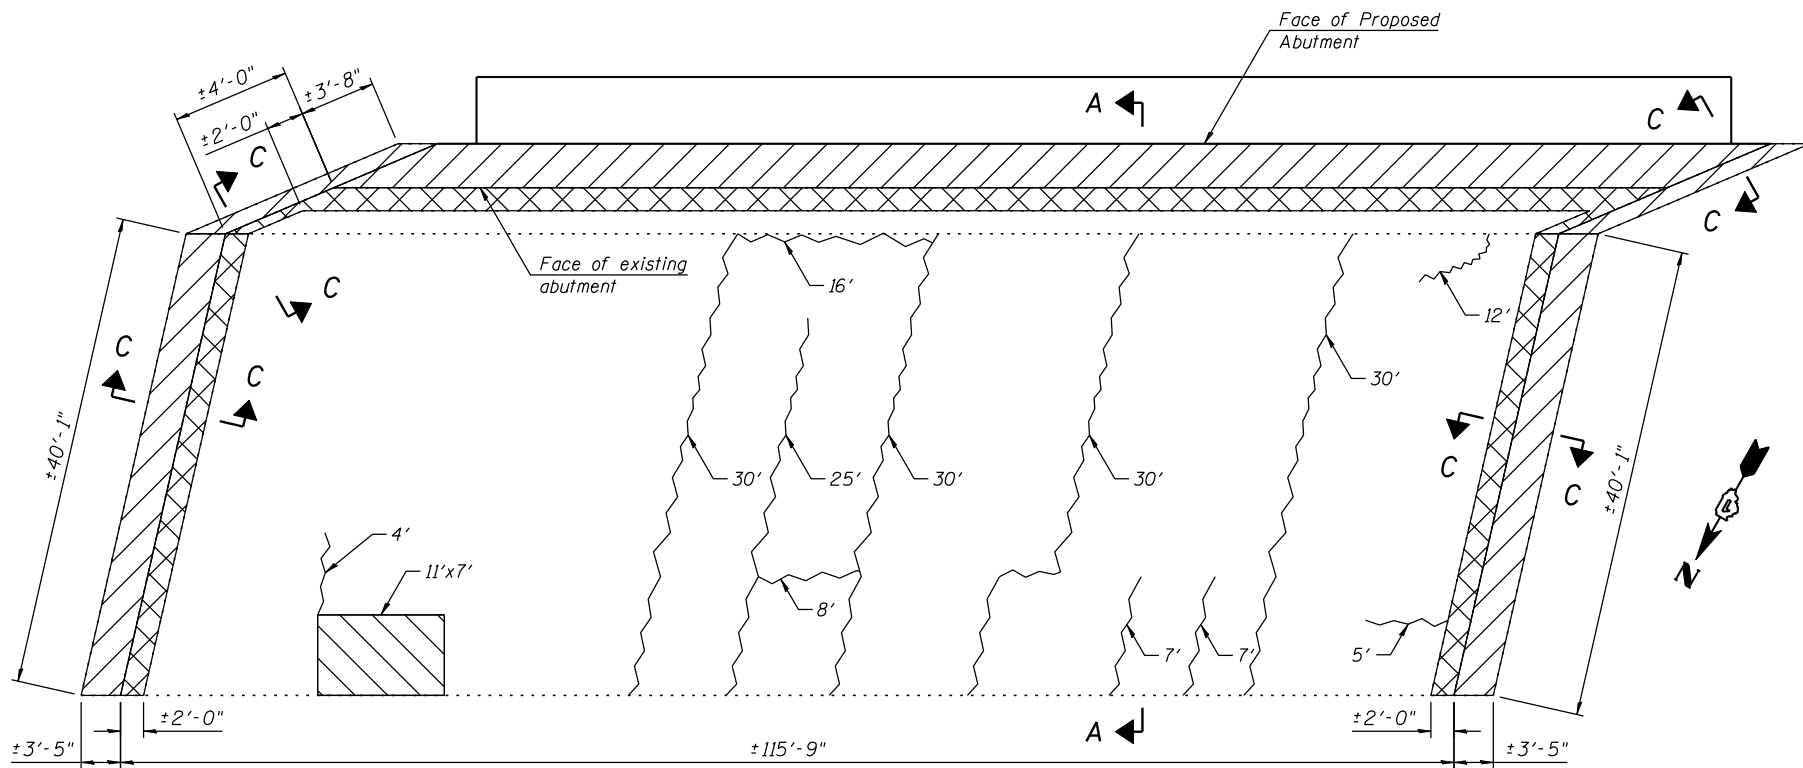 Face of Proposed
Abutment
±4'-0"
±3'-8"
±2'-0"
C
A
C
C
C
Face of existing
abutment
16'
12'
C
C
30'
C
±40'-1"
30'
25'
30'
30'
C
C
±40'-1"
4'
11'x7'
8'
N
7'
7'
5'
±2'-0"
±3'-5"
±115'-9"
A
±2'-0"
±3'-5"